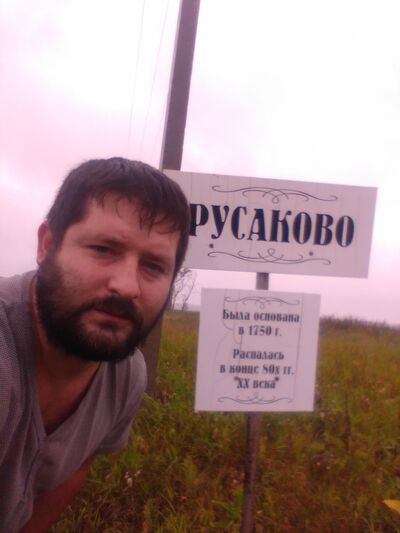 РУСАКОВО
Была основана
в 1750 г.
Распалась
в конце 80х гг.
"XX века"